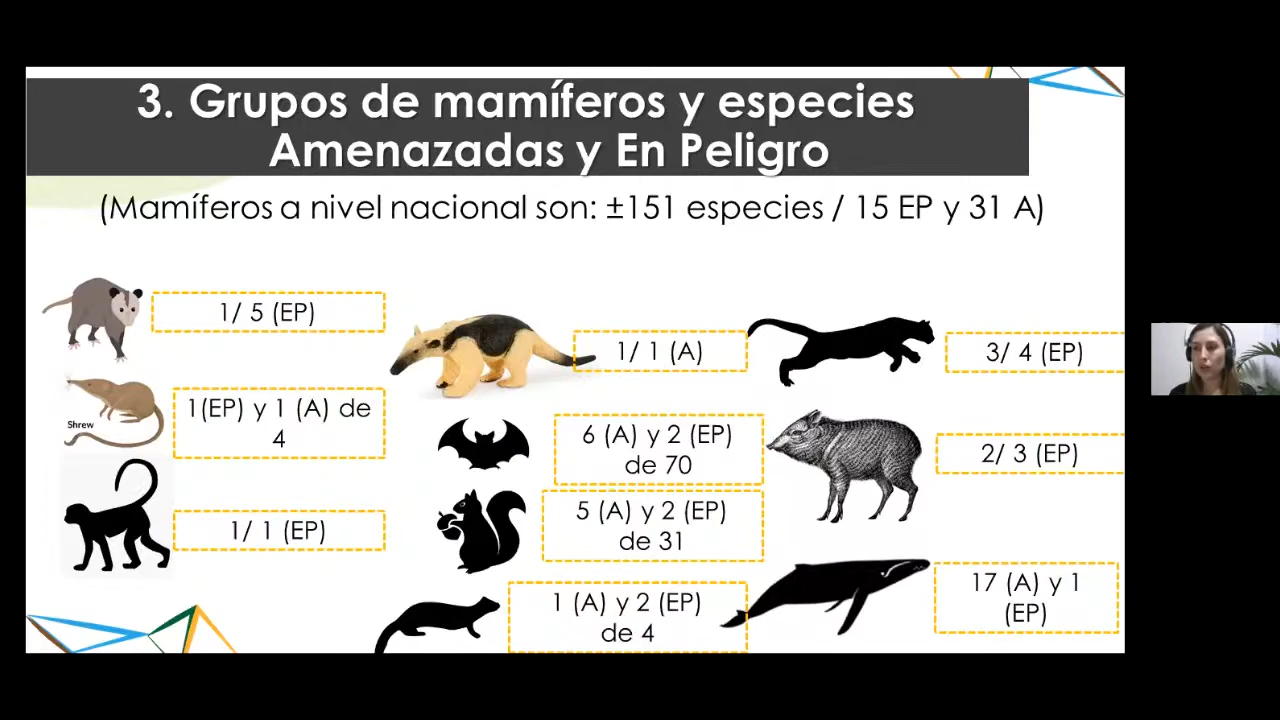 3. Grupos de mamíferos y especies
Amenazadas y En Peligro
(Mamíferos a nivel nacional son: ±151 especies / 15 EP y 31 A)
1/ 5 (EP)
Shrew
1(EP) y 1 (A) de
4
1/ 1 (EP)
1/ 1 (A)
6 (A) y 2 (EP)
de 70
5 (A) y 2 (EP)
de 31
1 (A) y 2 (EP)
de 4
3/ 4 (EP)
2/ 3 (EP)
17 (A) y 1
(EP)